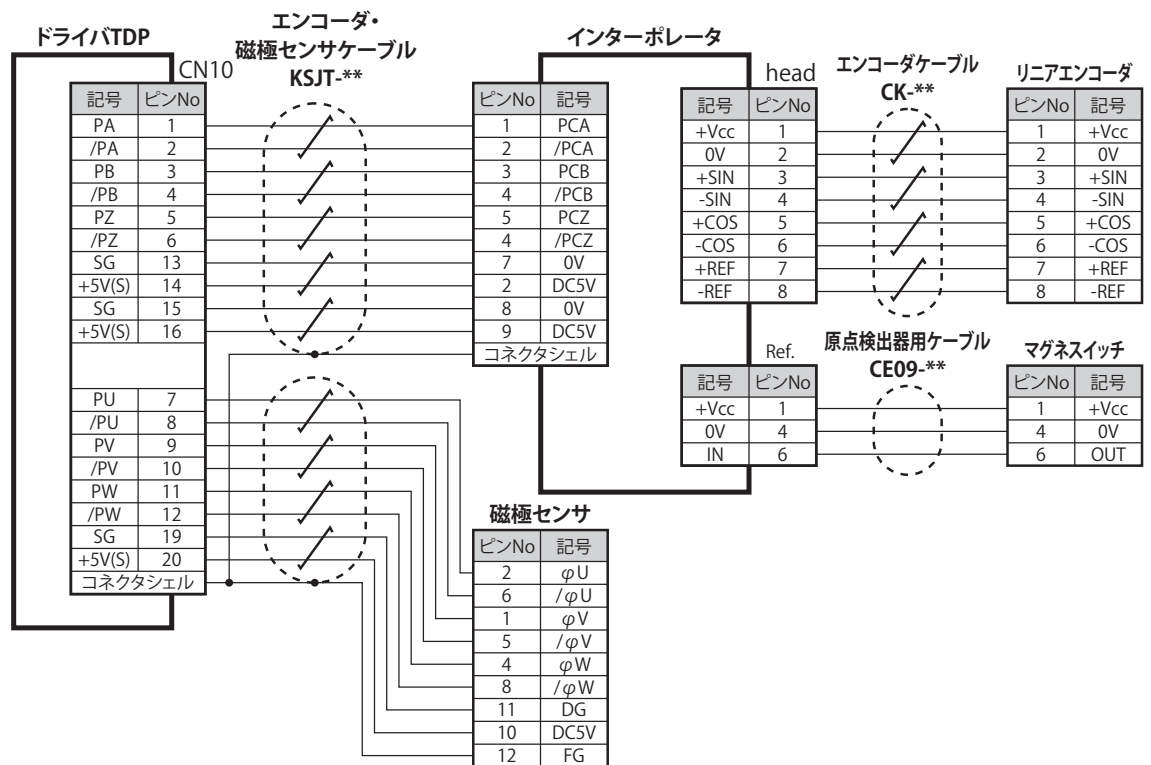 ドライバTDP
CN10
記号 ピンNo
PA 1
/PA 2
PB 3
/PB 4
PZ 5
/PZ 6
SG 13
+5V(S) 14
SG 15
+5V(S) 16
PU 7
/PU 8
PV 9
/PV 10
PW 11
/PW 12
SG 19
+5V(S) 20
コネクタシェル
エンコーダ・
磁極センサケーブル
KSJT-**
インターポレータ
ピンNo 記号
1 PCA
2 /PCA
3 PCB
4 /PCB
5 PCZ
4 /PCZ
7 0V
2 DC5V
8 0V
9 DC5V
コネクタシェル
head
記号 ピンNo
+Vcc 1
0V 2
+SIN 3
-SIN 4
+COS 5
-COS 6
+REF 7
-REF 8
エンコーダケーブル
CK-**
リニアエンコーダ
ピンNo 記号
1 +Vcc
2 0V
3 +SIN
4 -SIN
5 +COS
6 -COS
7 +REF
8 -REF
Ref.
記号 ピンNo
+Vcc 1
0V 4
IN 6
原点検出器用ケーブル
CE09-**
マグネスイッチ
ピンNo 記号
1 +Vcc
4 0V
6 OUT
磁極センサ
ピンNo 記号
2 φU
6 /φU
1 φV
5 /φV
4 φW
8 /φW
11 DG
10 DC5V
12 FG